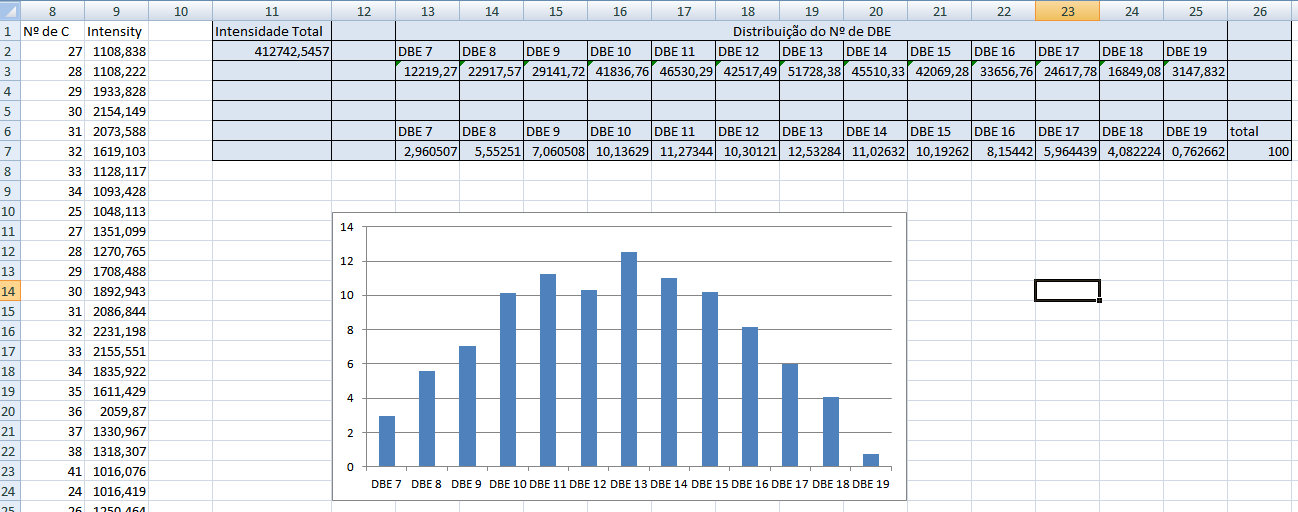 8 9 10 11 12 13 14 15 16 17 18 19 20 21 22 23 24 25 26
1 Nº de C Intensity Intensidade Total Distribuição do Nº de DBE
2 27 1108,838 412742,5457 DBE 7 DBE 8 DBE 9 DBE 10 DBE 11 DBE 12 DBE 13 DBE 14 DBE 15 DBE 16 DBE 17 DBE 18 DBE 19
3 28 1108,222 12219,27 22917,57 29141,72 41836,76 46530,29 42517,49 51728,38 45510,33 42069,28 33656,76 24617,78 16849,08 3147,832
4 29 1933,828
5 30 2154,149
6 31 2073,588 DBE 7 DBE 8 DBE 9 DBE 10 DBE 11 DBE 12 DBE 13 DBE 14 DBE 15 DBE 16 DBE 17 DBE 18 DBE 19 total
7 32 1619,103 2,960507 5,55251 7,060508 10,13629 11,27344 10,30121 12,53284 11,02632 10,19262 8,15442 5,964439 4,082224 0,762662 100
8 33 1128,117
9 34 1093,428
10 25 1048,113
11 27 1351,099
12 28 1270,765
13 29 1708,488
14 30 1892,943
15 31 2086,844
16 32 2231,198
17 33 2155,551
18 34 1835,922
19 35 1611,429
20 36 2059,87
21 37 1330,967
22 38 1318,307
23 41 1016,076
24 24 1016,419
25 26 1250,464
14
12
10
8
6
4
2
0
DBE 7 DBE 8 DBE 9 DBE 10 DBE 11 DBE 12 DBE 13 DBE 14 DBE 15 DBE 16 DBE 17 DBE 18 DBE 19